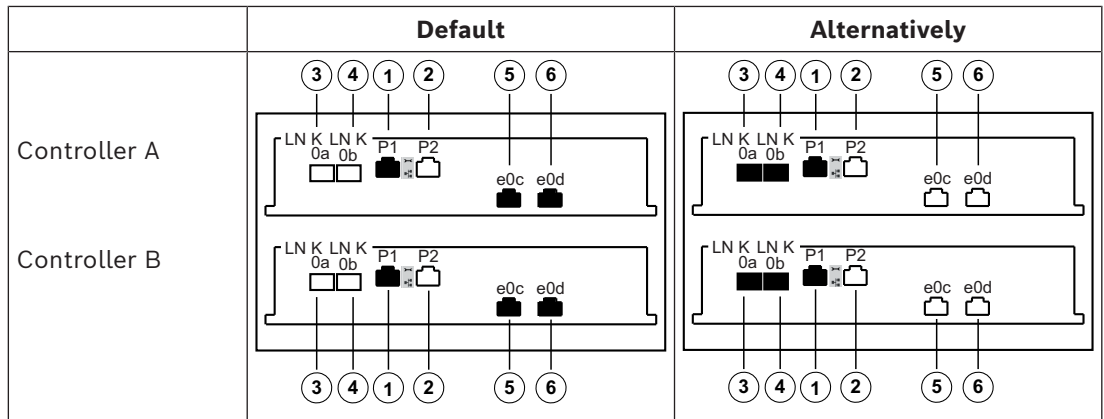 Default Alternatively
3 4 1 2 5 6 3 4 1 2 5 6
Controller A
LN K LN K P1 P2 LN K LN K P1 P2
0a 0b 0a 0b
e0c e0d e0c e0d
Controller B
LN K LN K P1 P2 LN K LN K P1 P2
0a 0b 0a 0b
e0c e0d e0c e0d
3 4 1 2 5 6 3 4 1 2 5 6